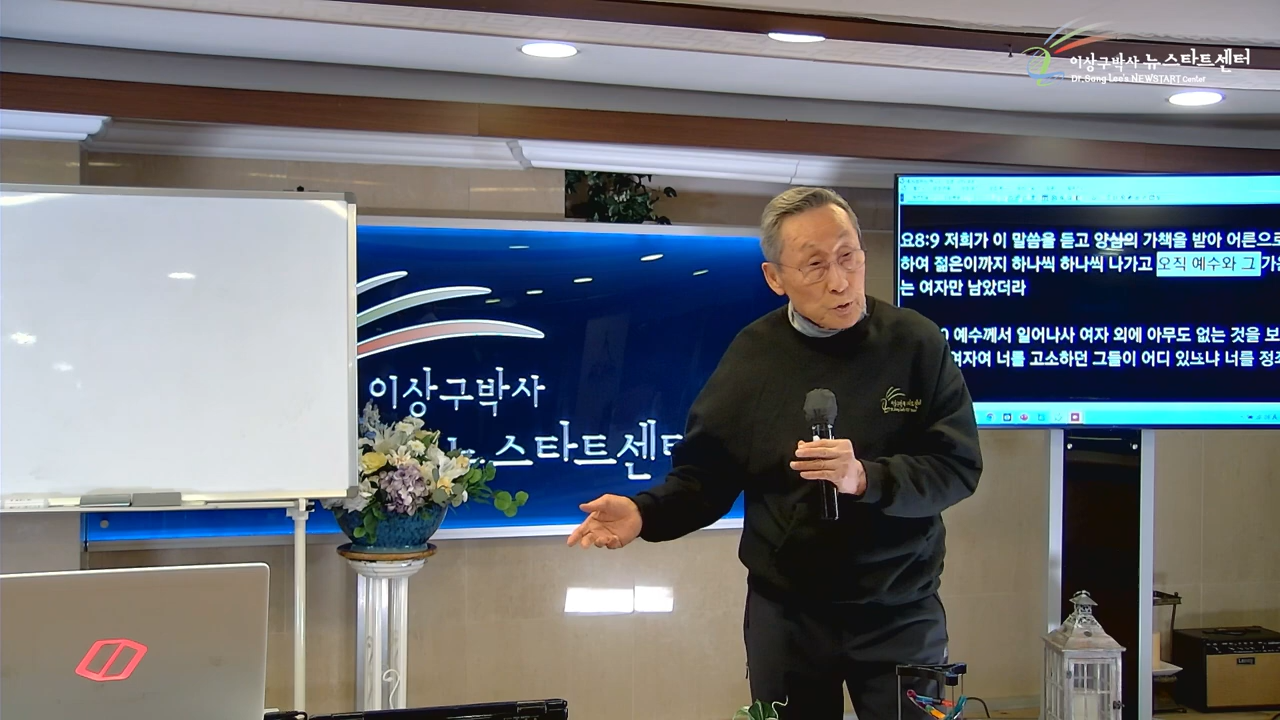 이상구박사 뉴스타트센터
Dr.Sang Lee's NEWSTART Center
요8:9 저희가 이 말씀을 듣고 양심의 가책을 받아 어른으로
하여 젊은이까지 하나씩 하나씩 나가고 오직 예수와 그 가운
는 여자만 남았더라
0 예수께서 일어나사 여자 외에 아무도 없는 것을 보
여자여 너를 고소하던 그들이 어디 있느냐 너를 정죄
이상구박사
뉴스타트센터